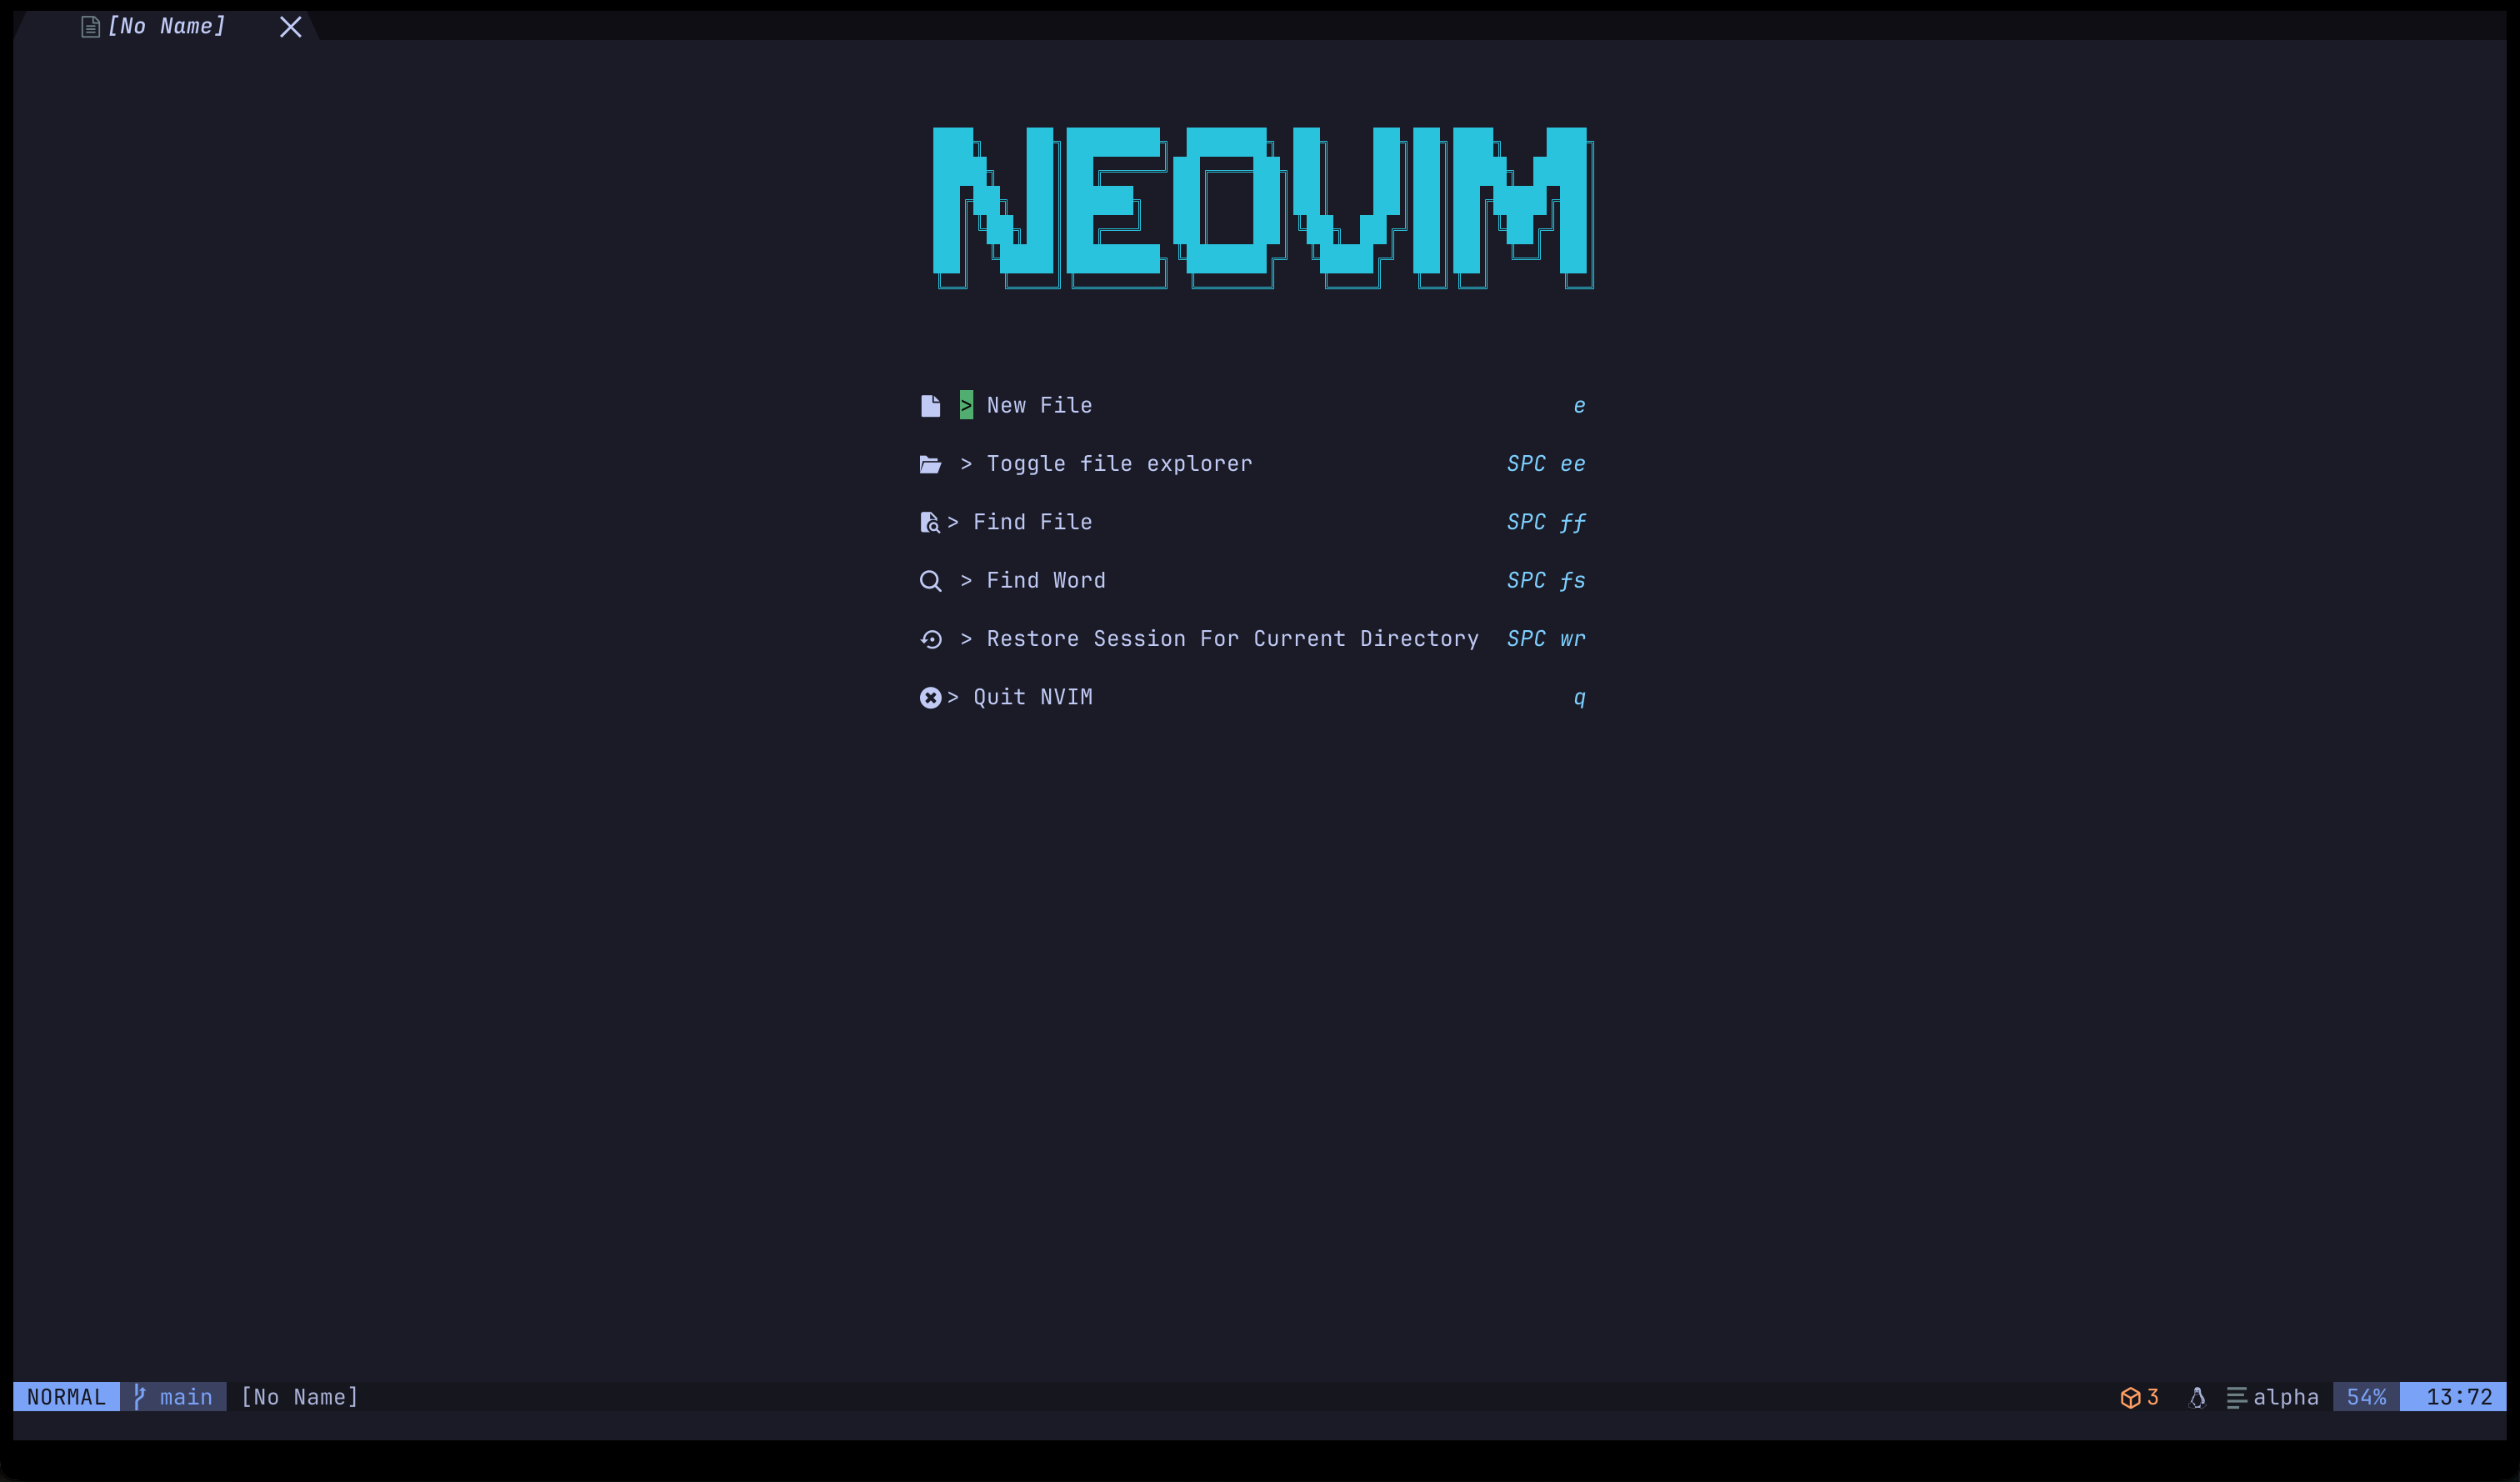 [No Name]
NEOVIM
> New File e
> Toggle file explorer SPC ee
> Find File SPC ff
> Find Word SPC fs
> Restore Session For Current Directory SPC wr
> Quit NVIM q
NORMAL main [No Name] 3 alpha 54% 13:72